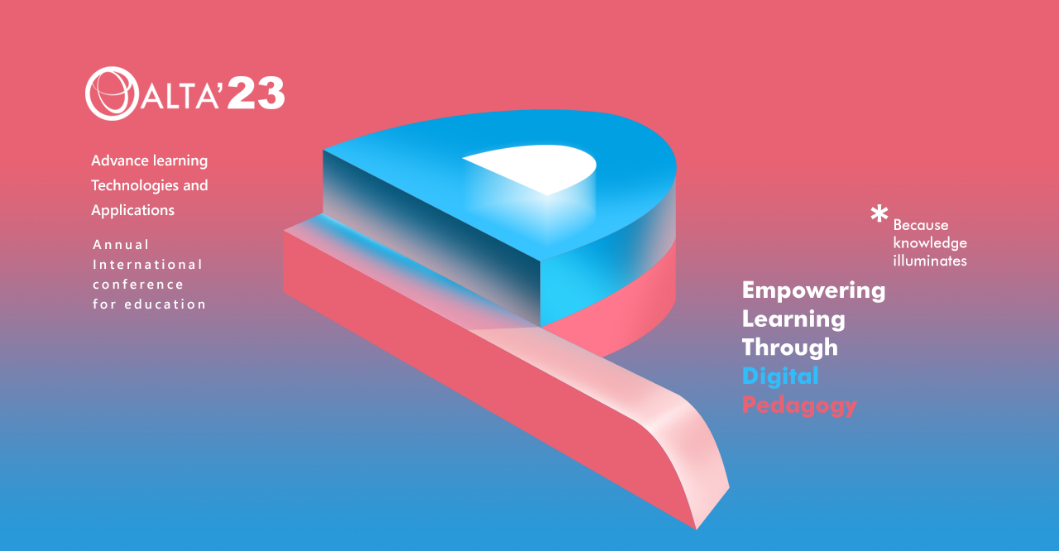 ALTA'23
Advance learning
Technologies and
Applications
Annual
International
conference
for education
*Because
knowledge
illuminates
Empowering
Learning
Through
Digital
Pedagogy